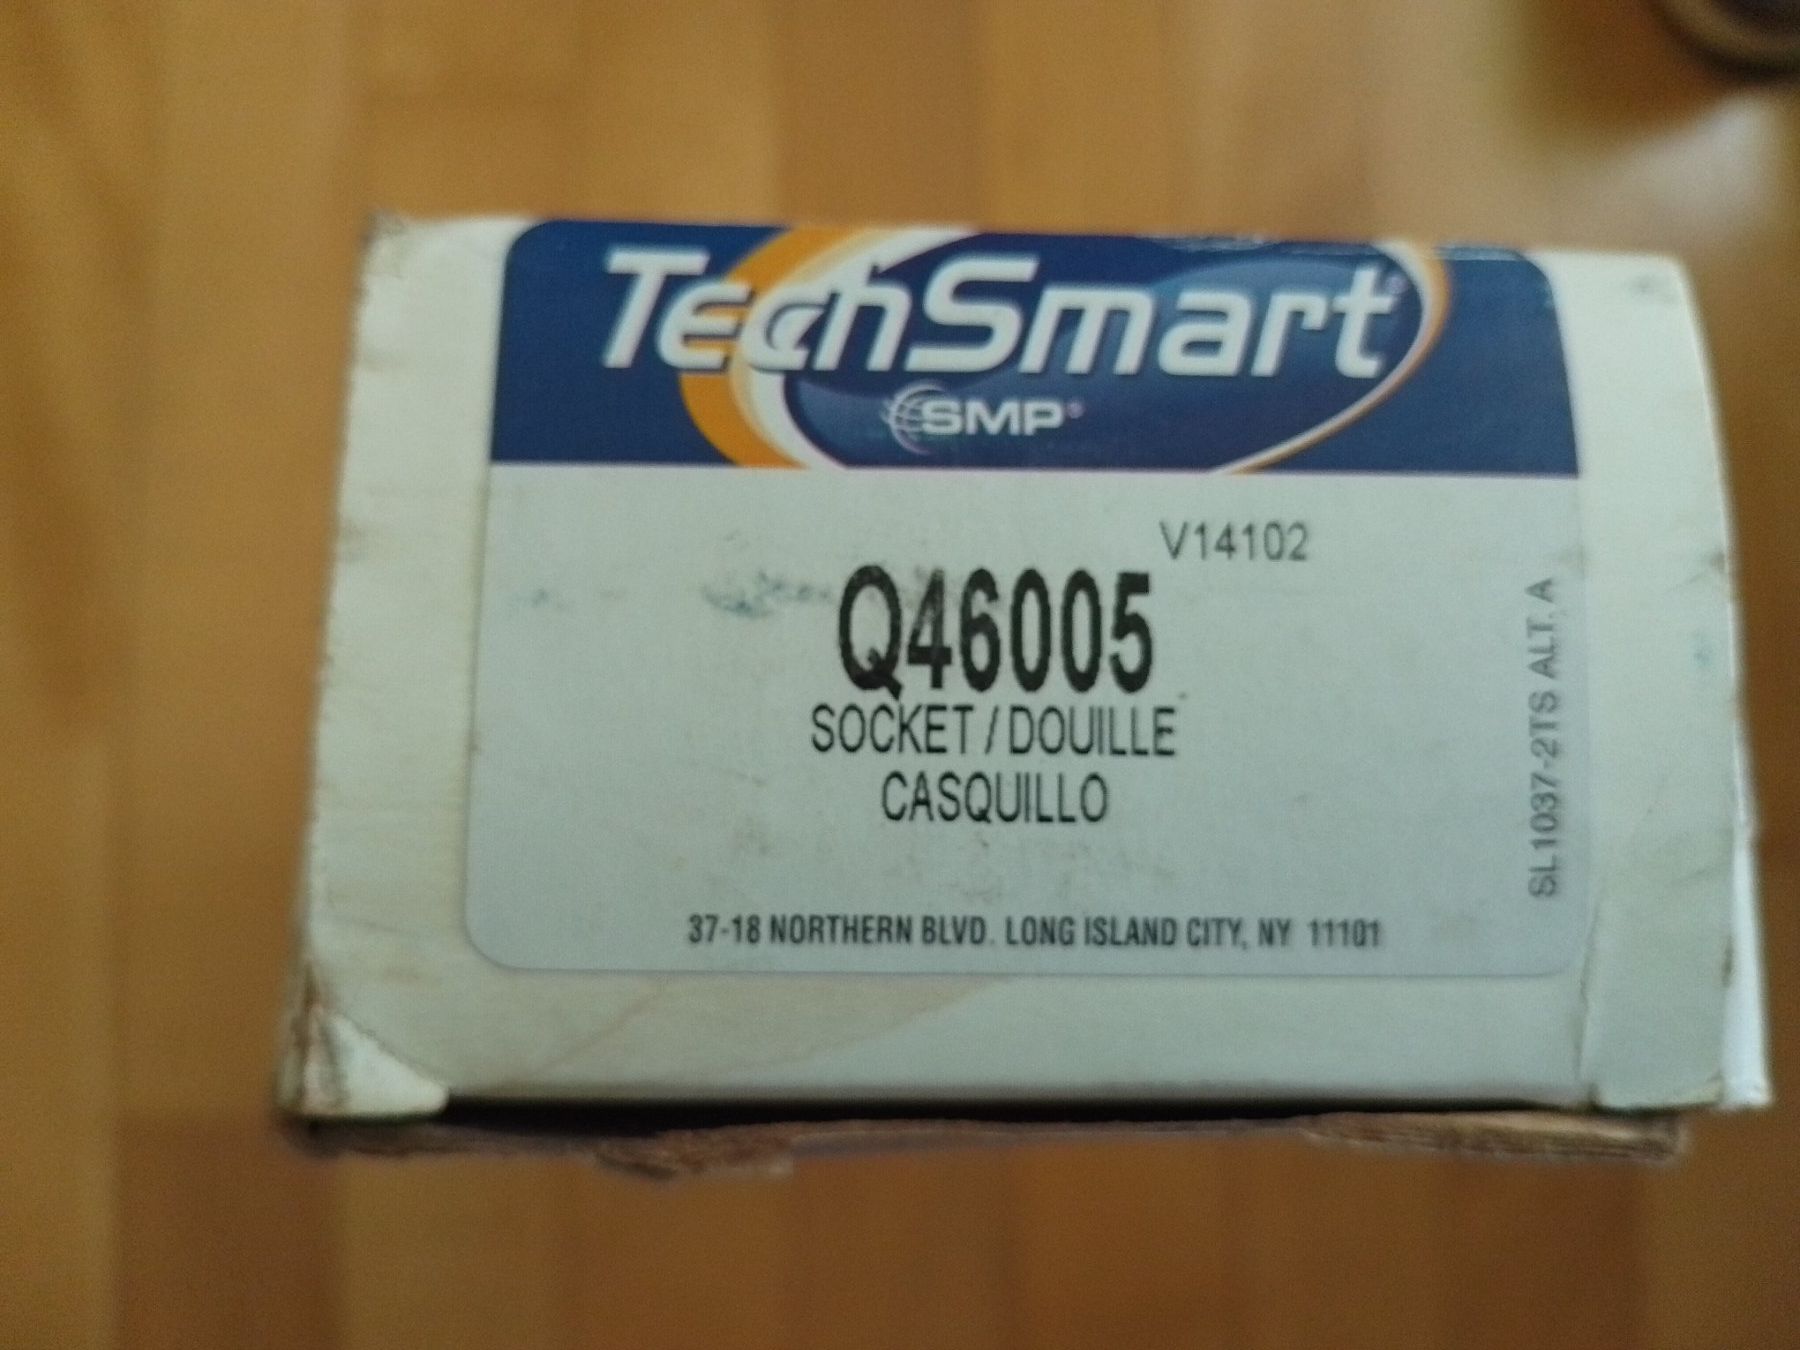 TechSmart®
SMP®
V14102
Q46005
SOCKET / DOUILLE
CASQUILLO
37-18 NORTHERN BLVD. LONG ISLAND CITY, NY 11101
SL1037-2TS ALT. A